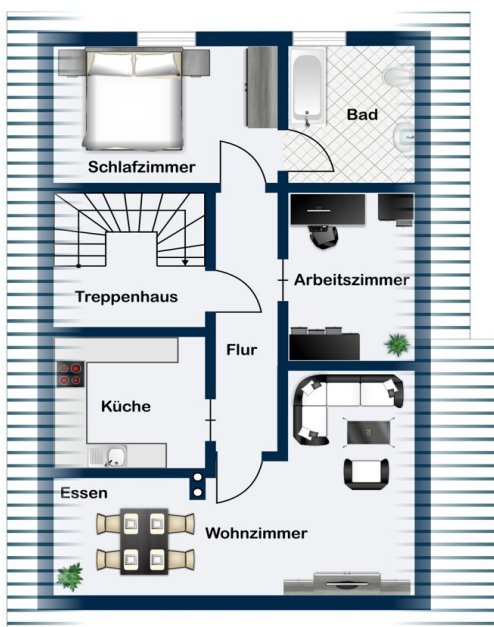 Bad
Schlafzimmer
Arbeitszimmer
Treppenhaus
Flur
Küche
Essen
Wohnzimmer